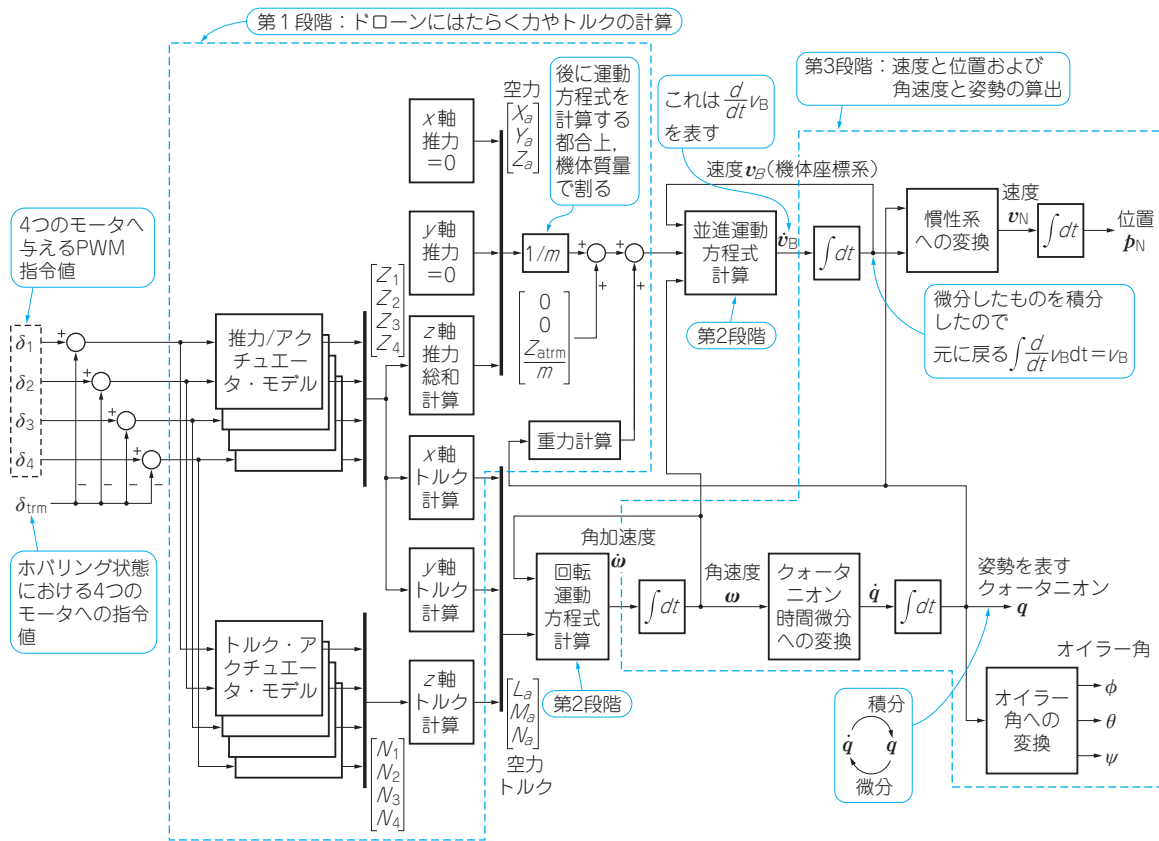 第1段階：ドローンにはたらく力やトルクの計算
第3段階：速度と位置および
角速度と姿勢の算出
空力
[Xa
Ya
Za]
後に運動
方程式を
計算する
都合上,
機体質量
で割る
これは d/dt vB
を表す
x 軸
推力
=0
速度vB(機体座標系)
4つのモータへ
与えるPWM
指令値
y軸
推力
=0
1/m
+
+
+
+
並進運動
方程式
計算
v̇B
∫dt
慣性系
への変換
速度
vN
∫dt
位置
pN
[Z1
Z2
Z3
Z4]
[0
0
Zatrm/m]
第2段階
微分したものを積分
したので
元に戻る∫d/dt vBdt=vB
δ1
δ2
δ3
δ4
δtrm
+
+
+
+
−
−
−
−
推力/アク
チュエー
タ・モデル
z 軸
推力
総和
計算
重力計算
x 軸
トルク
計算
ホバリング状態
における4つの
モータへの指令
値
y軸
トルク
計算
角加速度
ω̇
回転
運動
方程式
計算
∫dt
角速度
ω
クォータ
ニオン
時間微分
への変換
q̇
∫dt
姿勢を表す
クォータニオン
q
トルク・ア
クチュエー
タ・モデル
z 軸
トルク
計算
第2段階
[La
Ma
Na]
空力
トルク
[N1
N2
N3
N4]
積分
q̇ q
微分
オイラー角
オイラー
角への
変換
ϕ
θ
ψ